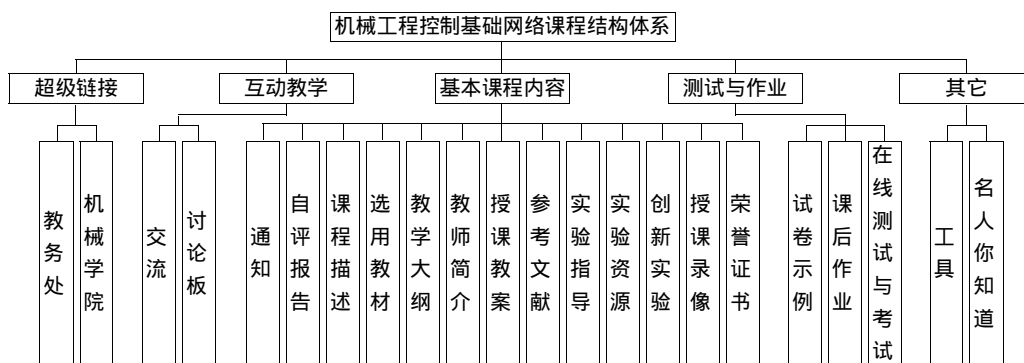 机械工程控制基础网络课程结构体系
超级链接
互动教学
基本课程内容
测试与作业
其它
教务处
机械学院
交流
讨论板
通知
自评报告
课程描述
选用教材
教学大纲
教师简介
授课教案
参考文献
实验指导
实验资源
创新实验
授课录像
荣誉证书
试卷示例
课后作业
在线测试与考试
工具
名人你知道